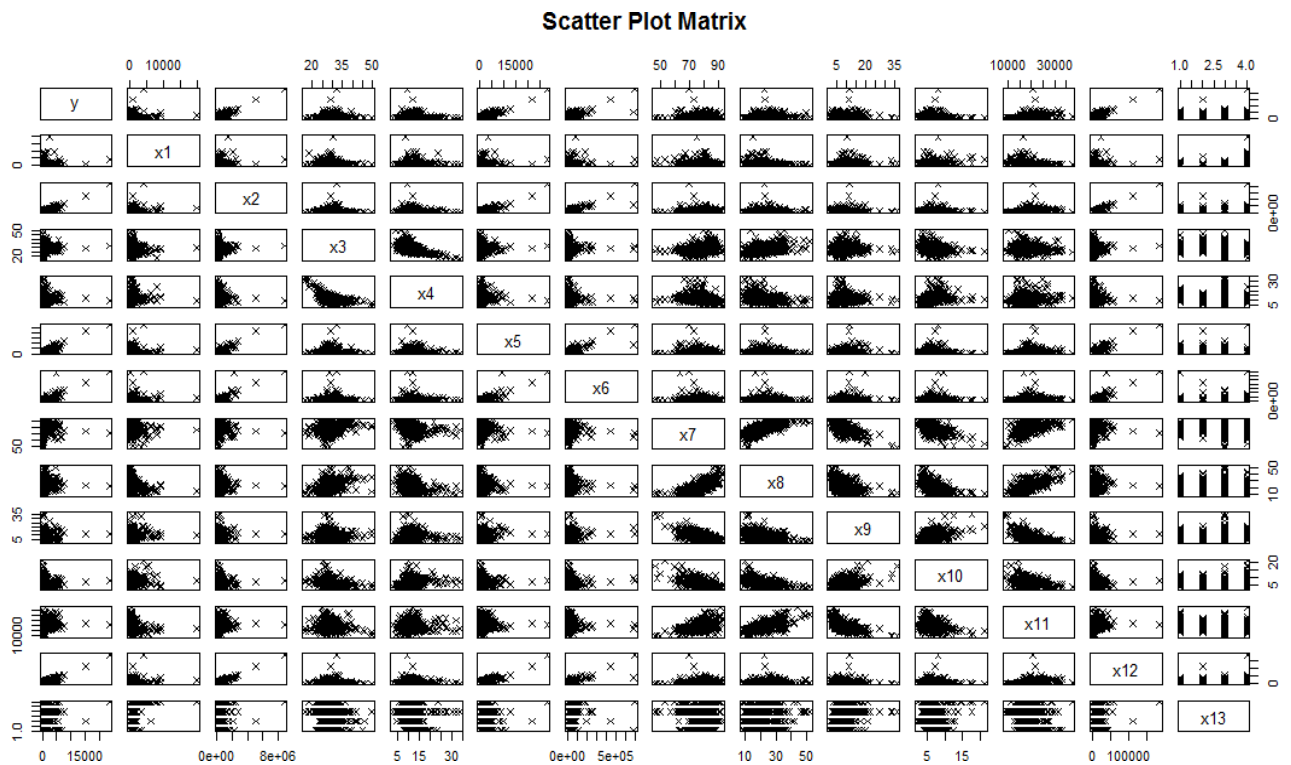 Scatter Plot Matrix
0 10000 20 35 50 0 15000 50 70 90 5 20 35 10000 30000 1.0 2.5 4.0
y 0
0 x1
x2 0e+00
20 50 x3
x4 5 30
0 x5
x6 0e+00
50 x7
x8 10 50
5 35 x9
x10 5 20
10000 x11
x12 0
1.0 x13
0 15000 0e+00 8e+06 5 15 30 0e+00 5e+05 10 30 50 5 15 0 100000